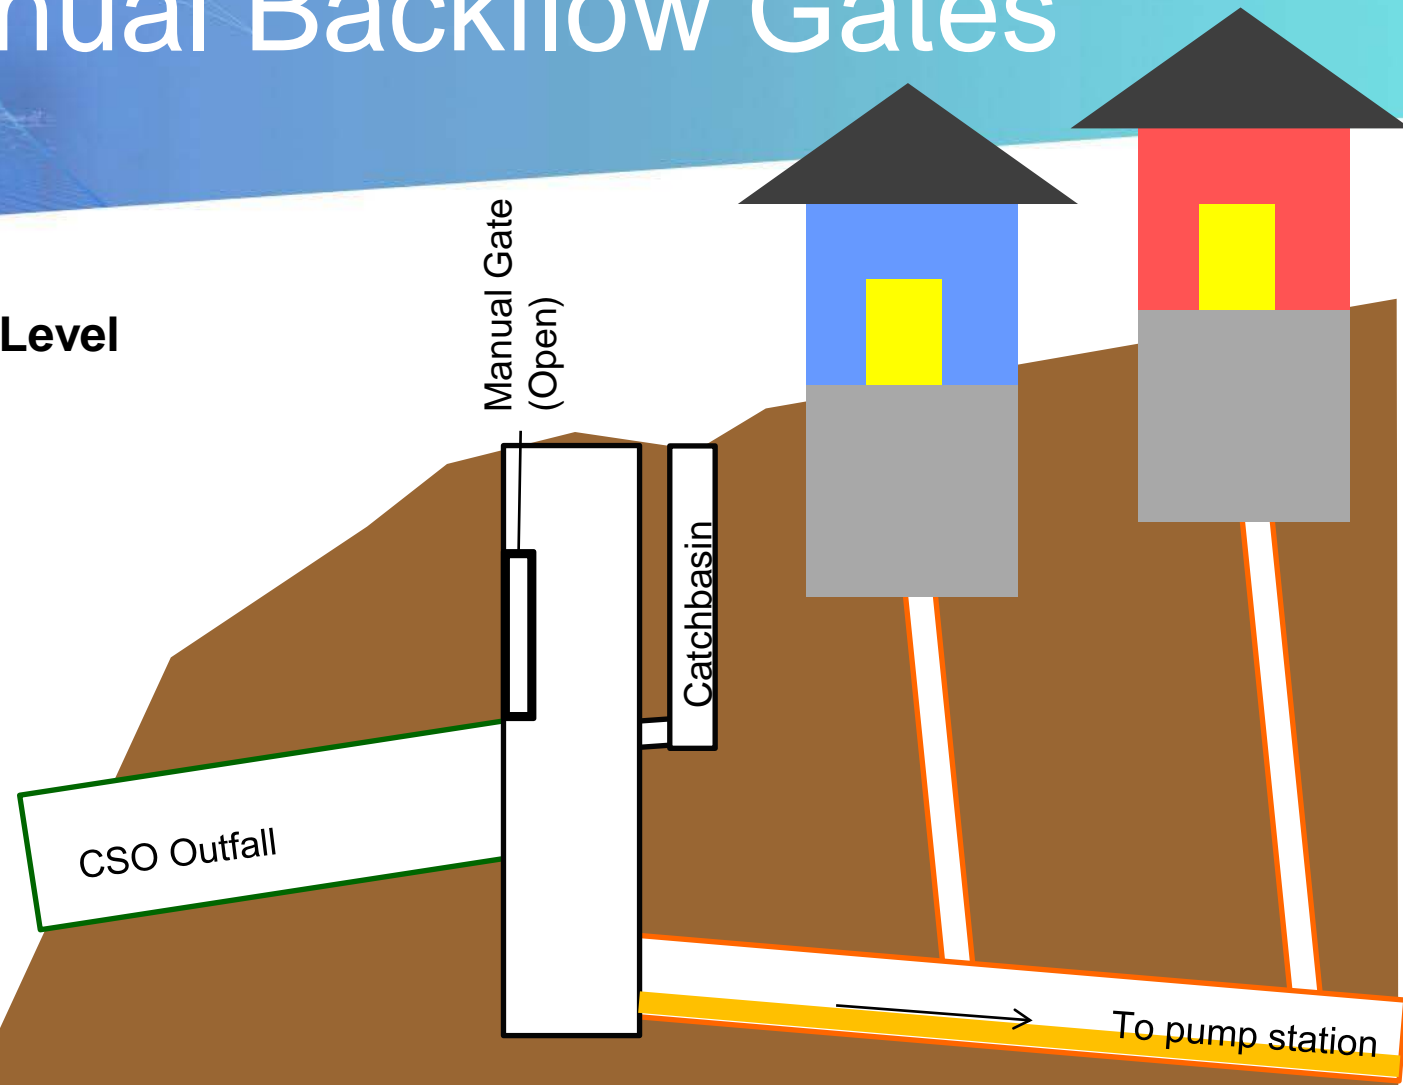 nual Backflow Gates
Level
Manual Gate
(Open)
Catchbasin
CSO Outfall
To pump station